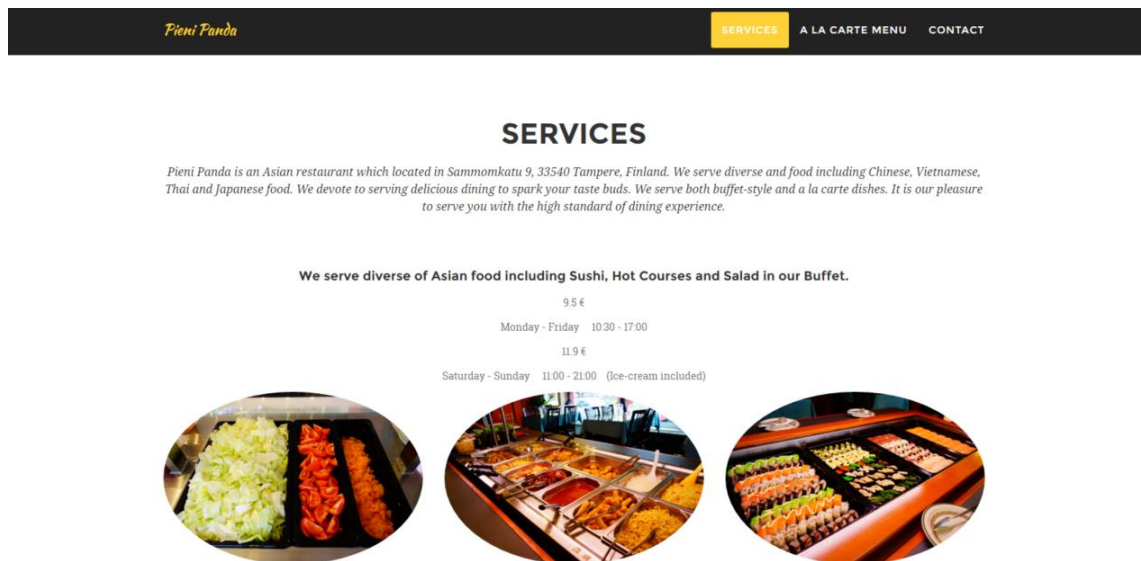 Pieni Panda
SERVICES
A LA CARTE MENU
CONTACT
SERVICES
Pieni Panda is an Asian restaurant which located in Sammomkatu 9, 33540 Tampere, Finland. We serve diverse and food including Chinese, Vietnamese,
Thai and Japanese food. We devote to serving delicious dining to spark your taste buds. We serve both buffet-style and a la carte dishes. It is our pleasure
to serve you with the high standard of dining experience.
We serve diverse of Asian food including Sushi, Hot Courses and Salad in our Buffet.
9.5 €
Monday - Friday 10:30 - 17:00
11.9 €
Saturday - Sunday 11:00 - 21:00 (Ice-cream included)